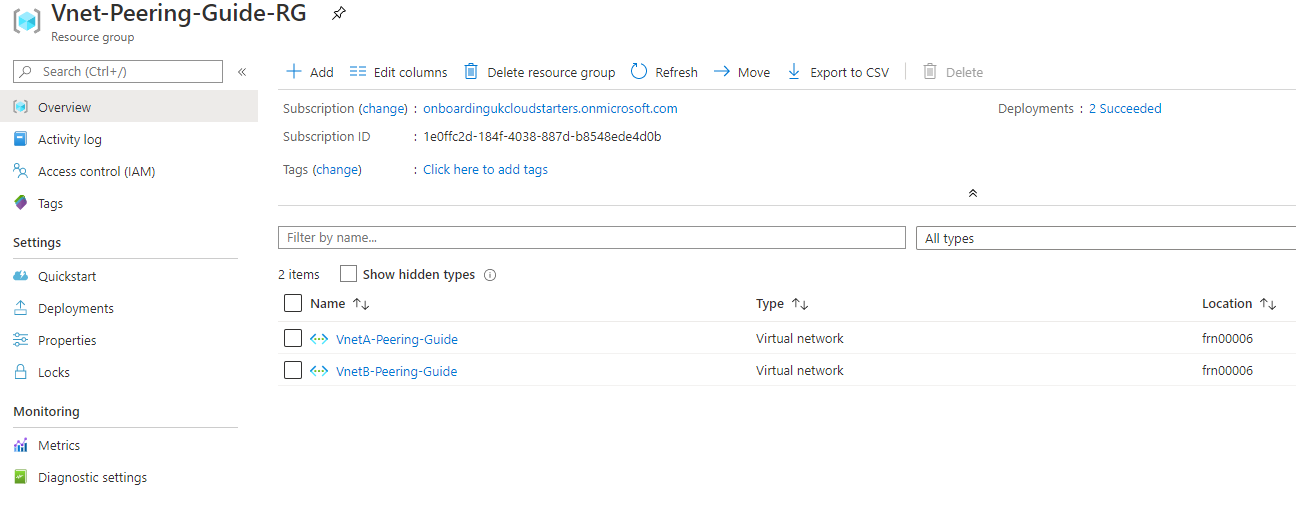 Vnet-Peering-Guide-RG
Resource group
Search (Ctrl+/)
«
Add
Edit columns
Delete resource group
Refresh
Move
Export to CSV
Delete
Overview
Activity log
Access control (IAM)
Tags
Settings
Quickstart
Deployments
Properties
Locks
Monitoring
Metrics
Diagnostic settings
Subscription (change) : onboardingukcloudstarters.onmicrosoft.com
Deployments : 2 Succeeded
Subscription ID : 1e0ffc2d-184f-4038-887d-b8548ede4d0b
Tags (change) : Click here to add tags
Filter by name...
All types
2 items
Show hidden types
Name Type Location
VnetA-Peering-Guide Virtual network frn00006
VnetB-Peering-Guide Virtual network frn00006